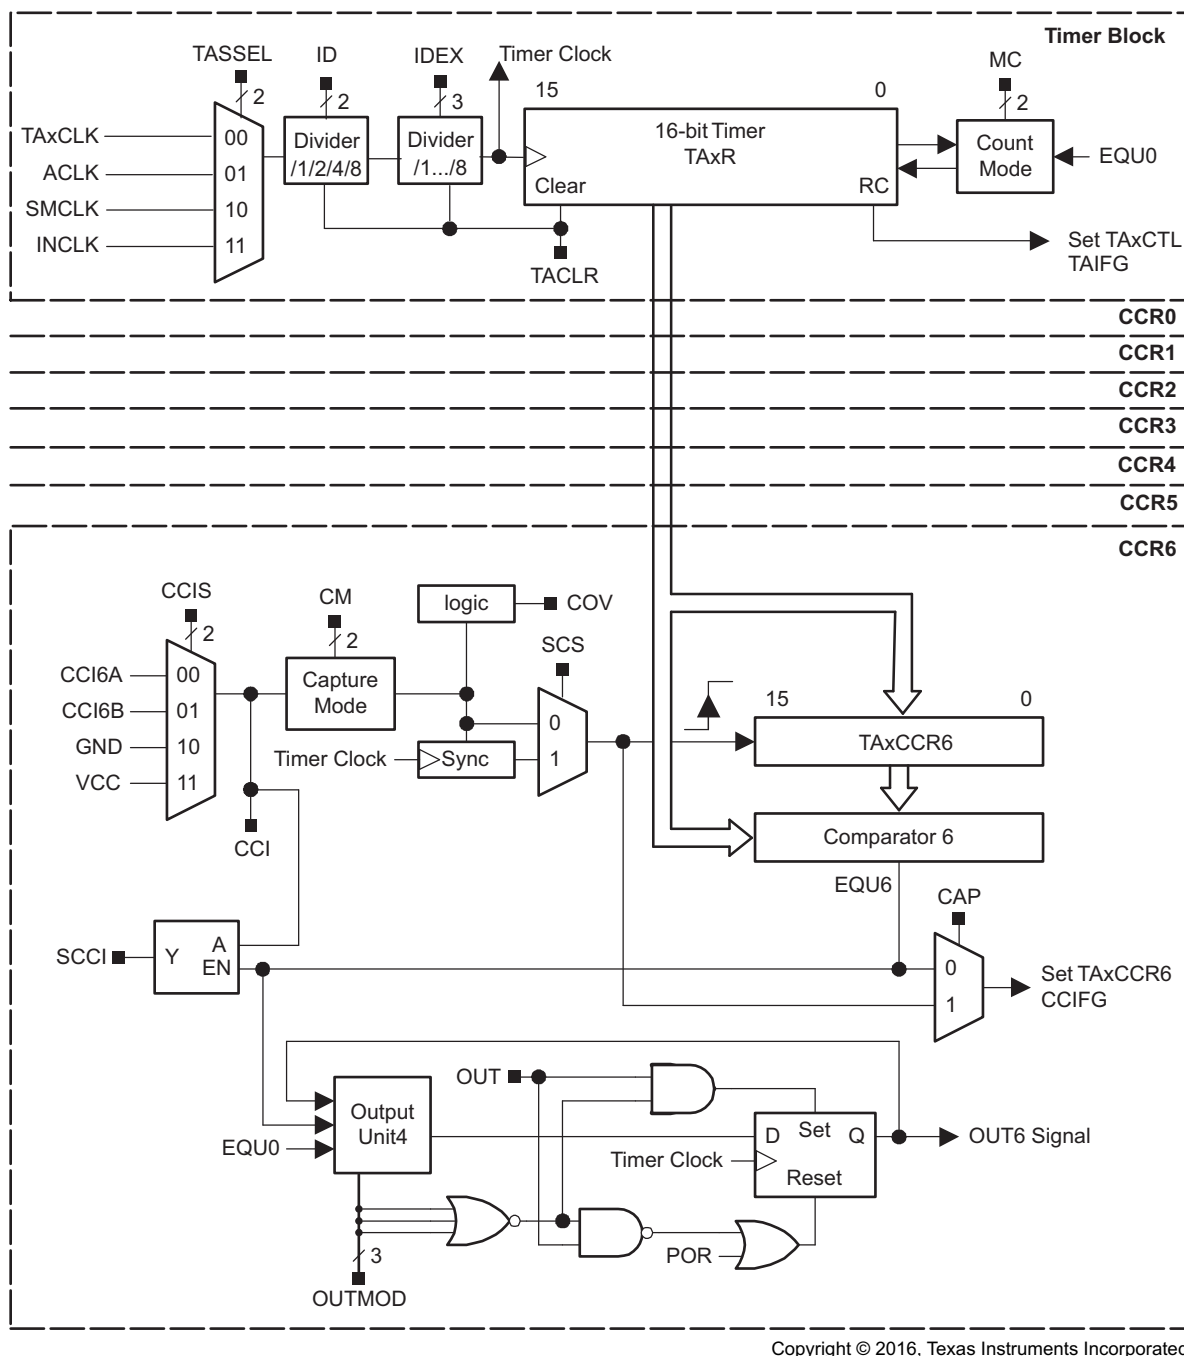 Timer Block
TASSEL
ID
IDEX
Timer Clock
MC
2
2
3
15
0
2
TAxCLK
00
Divider
/1/2/4/8
Divider
/1.../8
16-bit Timer
TAxR
Count
Mode
EQU0
ACLK
01
SMCLK
10
Clear
RC
INCLK
11
TACLR
Set TAxCTL
TAIFG
CCR0
CCR1
CCR2
CCR3
CCR4
CCR5
CCR6
CCIS
CM
logic
COV
2
2
SCS
CCI6A
00
Capture
Mode
15
0
CCI6B
01
0
GND
10
Timer Clock
Sync
1
TAxCCR6
VCC
11
CCI
Comparator 6
EQU6
CAP
SCCI
Y
A
EN
0
Set TAxCCR6
CCIFG
1
OUT
Output
Unit4
EQU0
D
Set
Q
OUT6 Signal
Timer Clock
Reset
POR
3
OUTMOD
Copyright © 2016, Texas Instruments Incorporated